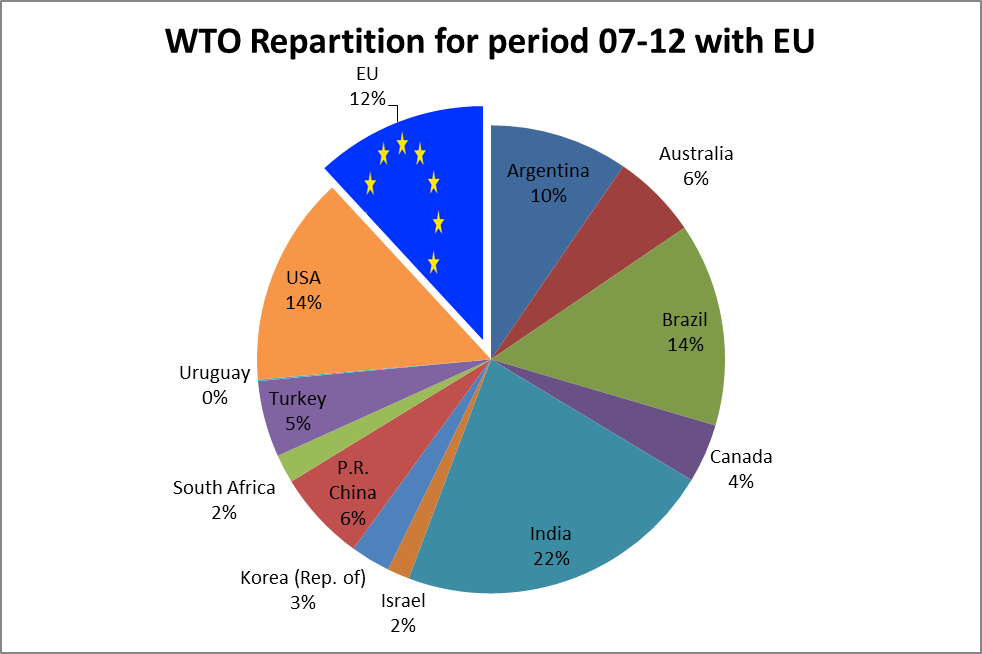 WTO Repartition for period 07-12 with EU
EU
12%
Argentina
10%
Australia
6%
Brazil
14%
Canada
4%
India
22%
Israel
2%
Korea (Rep. of)
3%
P.R.
China
6%
South Africa
2%
Turkey
5%
Uruguay
0%
USA
14%